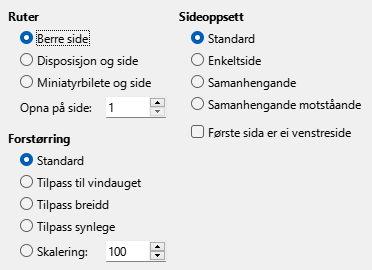 Ruter
Berre side
Disposisjon og side
Miniatyrbilete og side
Opna på side: 1
Forstørring
Standard
Tilpass til vindauget
Tilpass breidd
Tilpass synlege
Skalering: 100
Sideoppsett
Standard
Enkeltside
Samanhengande
Samanhengande motståande
Første sida er ei venstreside